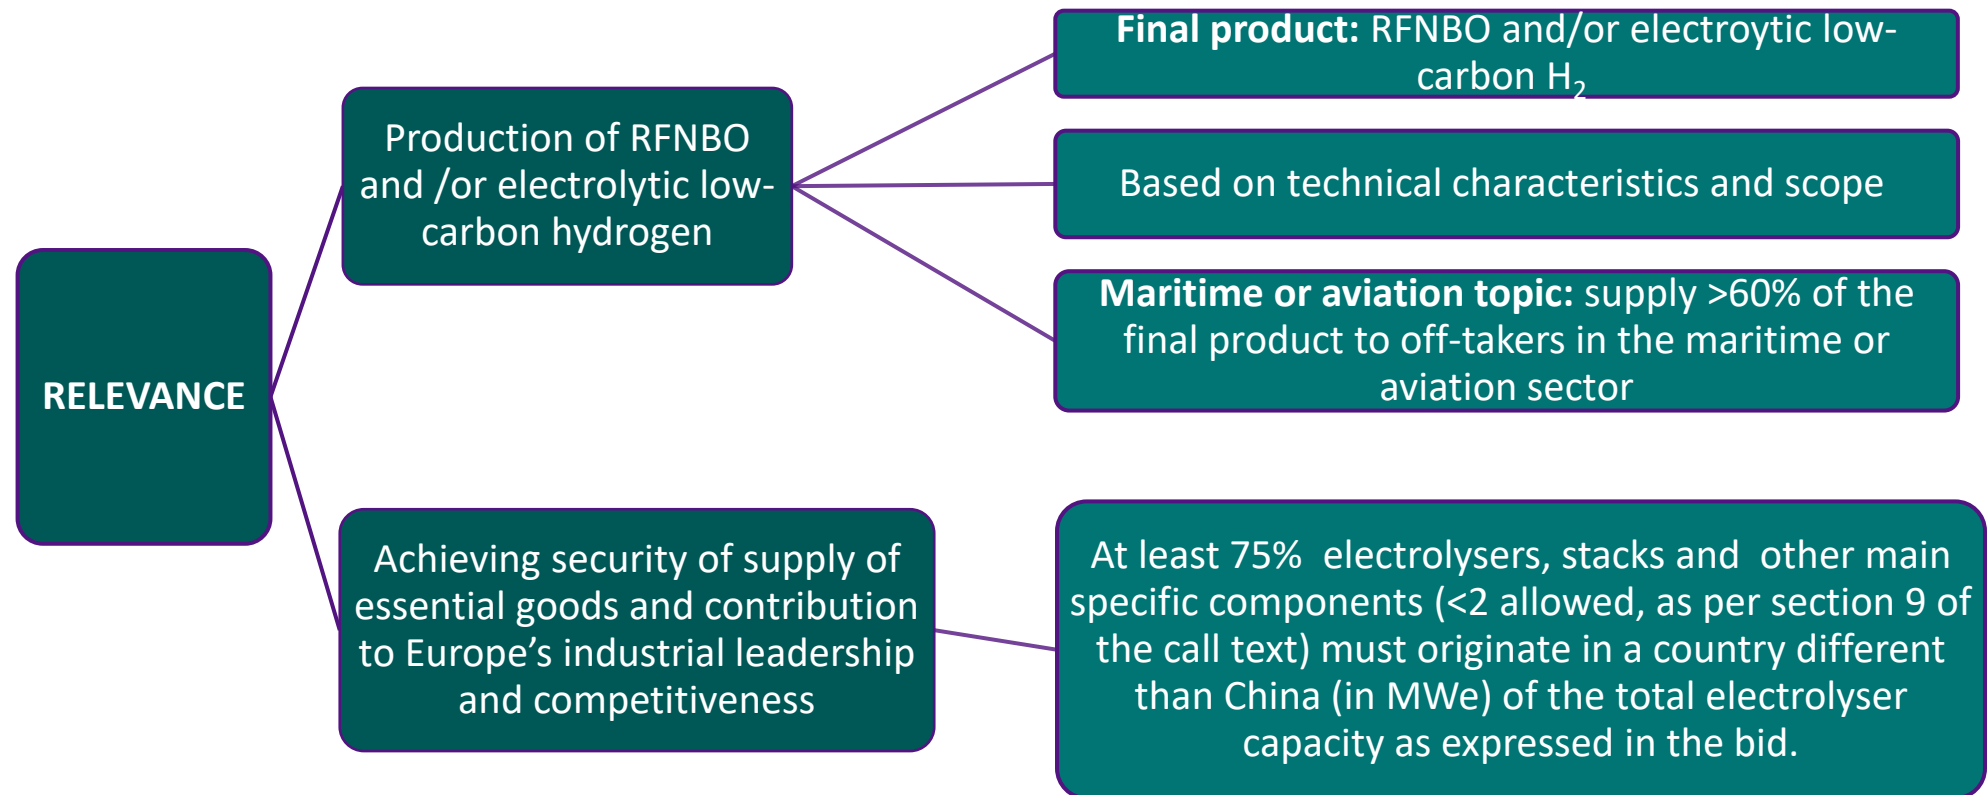 RELEVANCE
Production of RFNBO
and /or electrolytic low-
carbon hydrogen
Final product: RFNBO and/or electroytic low-
carbon H₂
Based on technical characteristics and scope
Maritime or aviation topic: supply >60% of the
final product to off-takers in the maritime or
aviation sector
Achieving security of supply of
essential goods and contribution
to Europe’s industrial leadership
and competitiveness
At least 75%  electrolysers, stacks and  other main
specific components (<2 allowed, as per section 9 of
the call text) must originate in a country different
than China (in MWe) of the total electrolyser
capacity as expressed in the bid.